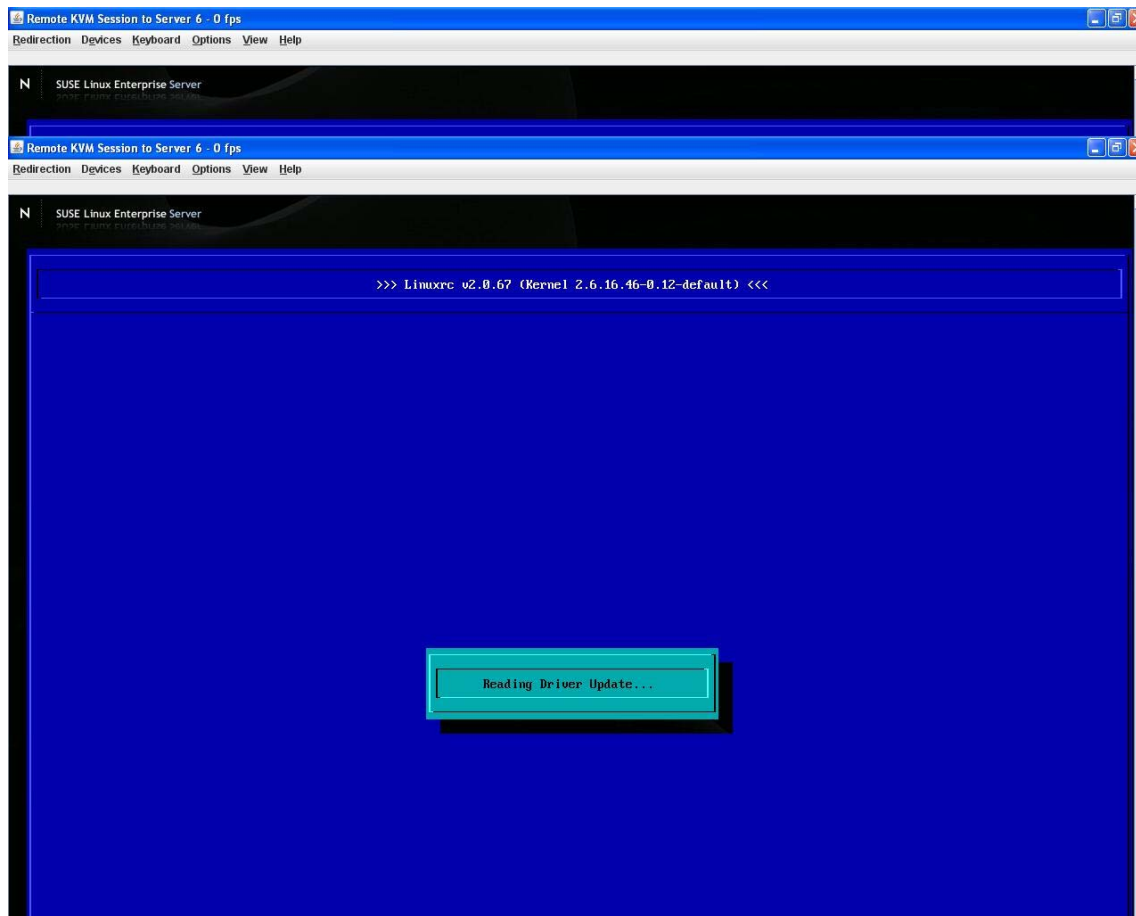 Remote KVM Session to Server 6 - 0 fps
Redirection Devices Keyboard Options View Help
N SUSE Linux Enterprise Server
Remote KVM Session to Server 6 - 0 fps
Redirection Devices Keyboard Options View Help
N SUSE Linux Enterprise Server
>>> Linuxrc v2.0.67 (Kernel 2.6.16.46-0.12-default) <<<
Reading Driver Update...